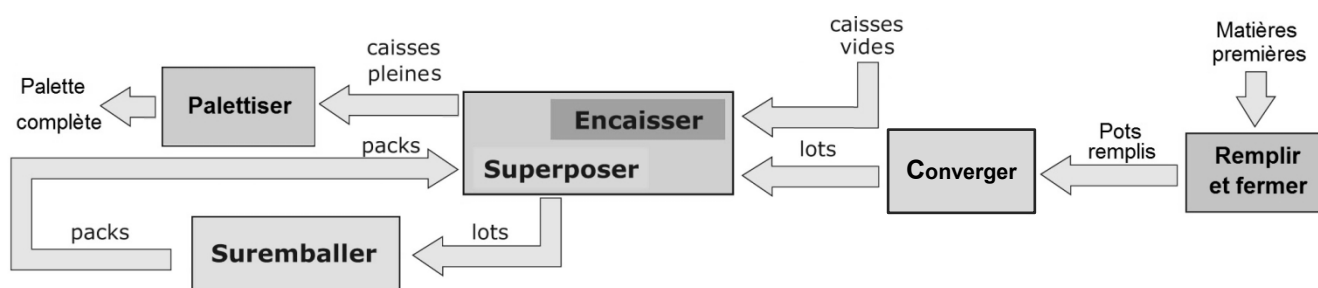 caisses
vides
Matières
premières
caisses
pleines
Palette
complète
Palettiser
Encaisser
packs
lots
Pots
remplis
Superposer
Converger
Remplir
et fermer
packs
Suremballer
lots